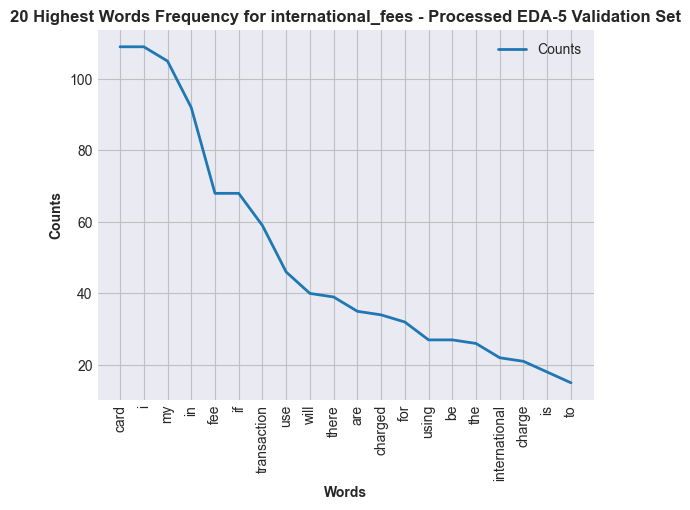 20 Highest Words Frequency for international_fees - Processed EDA-5 Validation Set
Counts
100
80
60
40
20
Counts
card
i
my
in
fee
if
transaction
use
will
there
are
charged
for
using
be
the
international
charge
is
to
Words